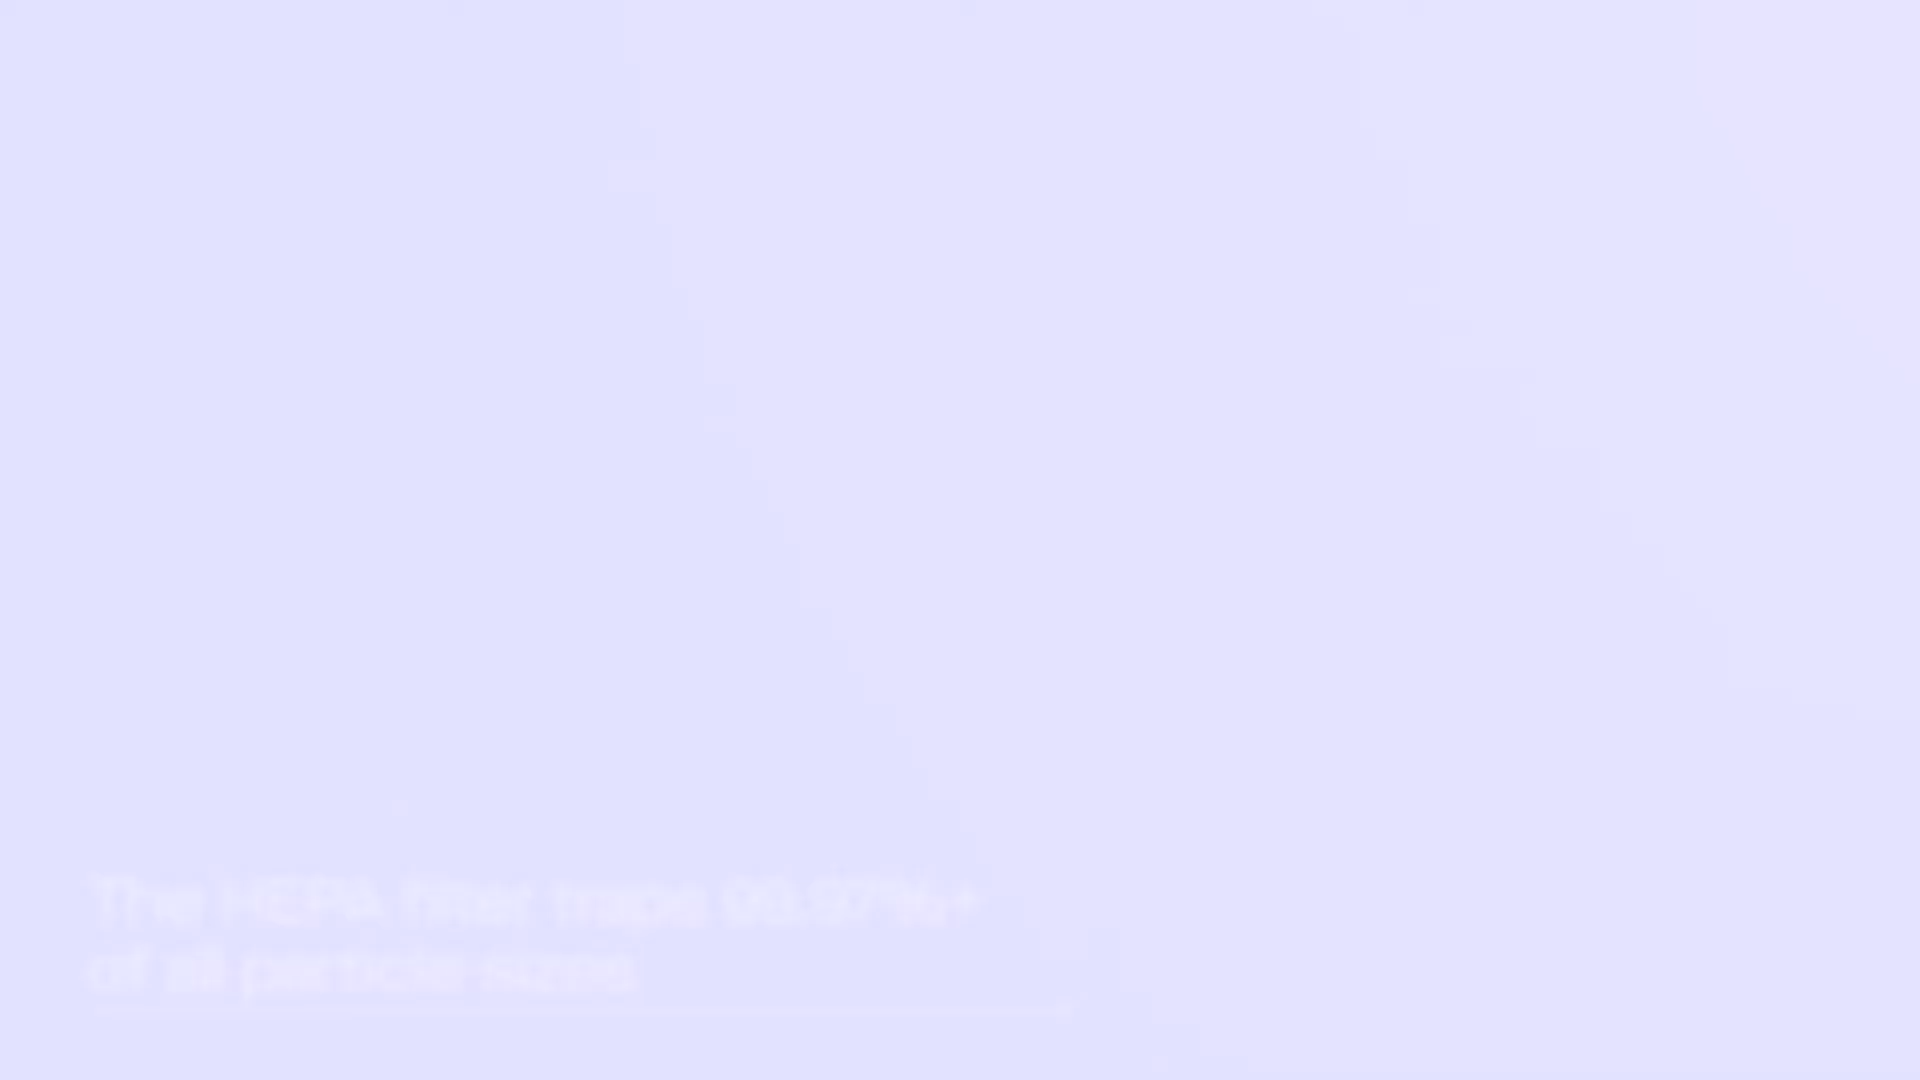 The HEPA filter traps 99.97%+
of all particle sizes